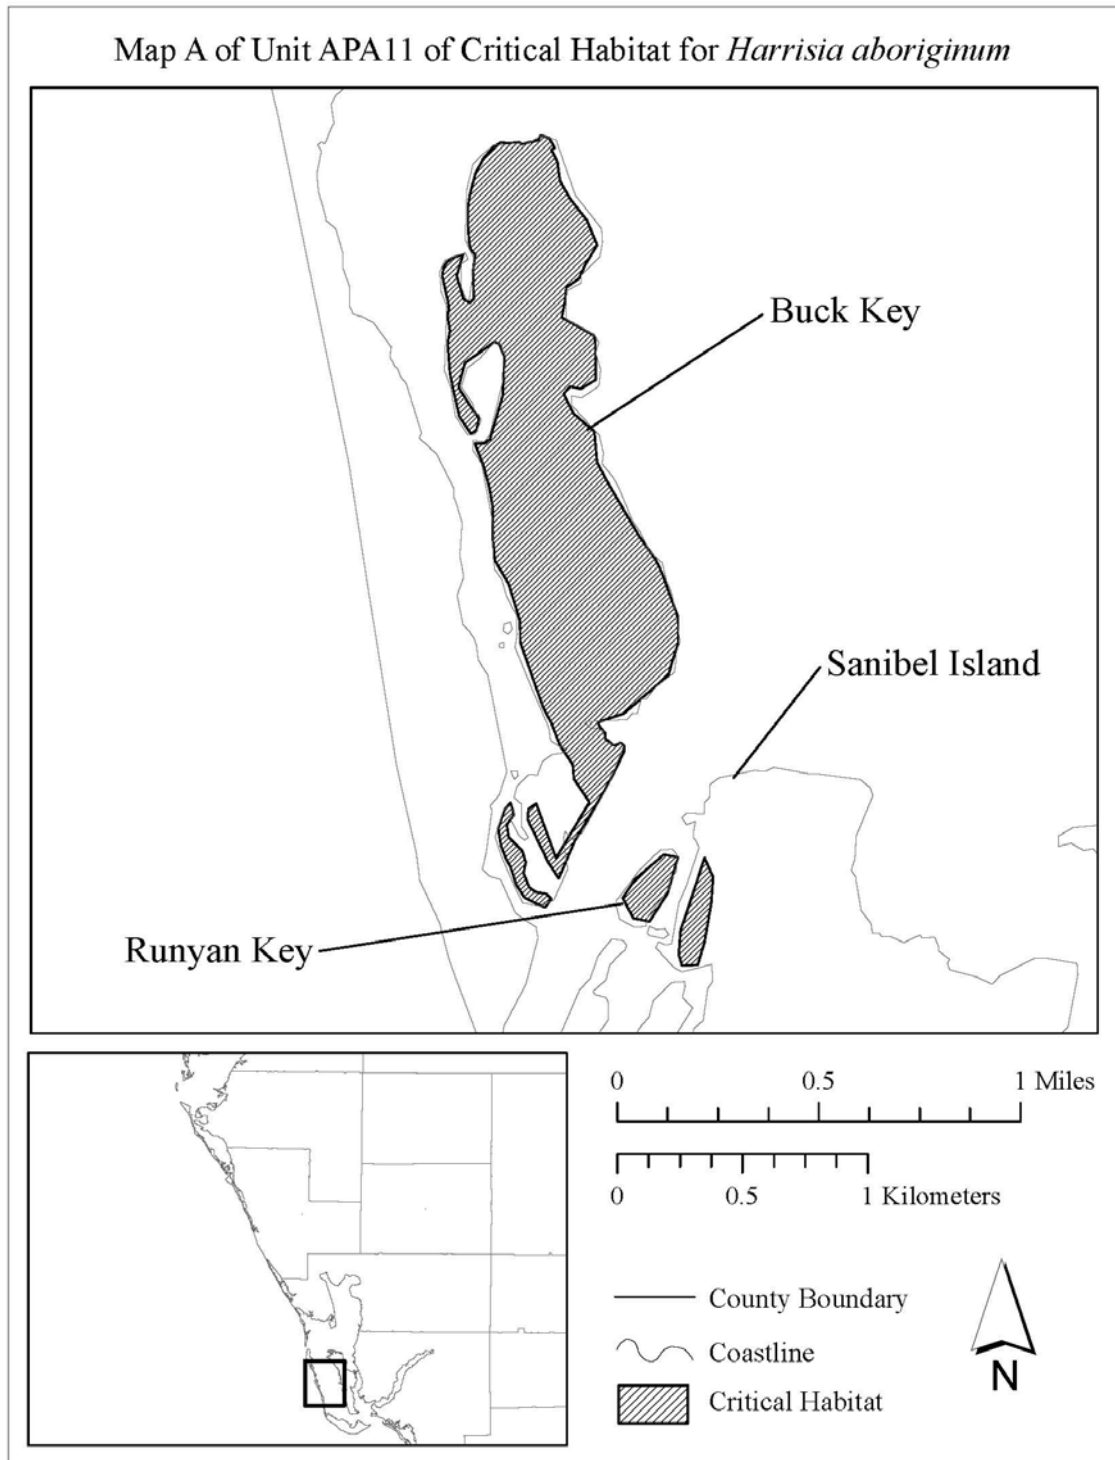 Map A of Unit APA11 of Critical Habitat for Harrisia aboriginum
Buck Key
Sanibel Island
Runyan Key
0 0.5 1 Miles
0 0.5 1 Kilometers
County Boundary
Coastline
Critical Habitat
N